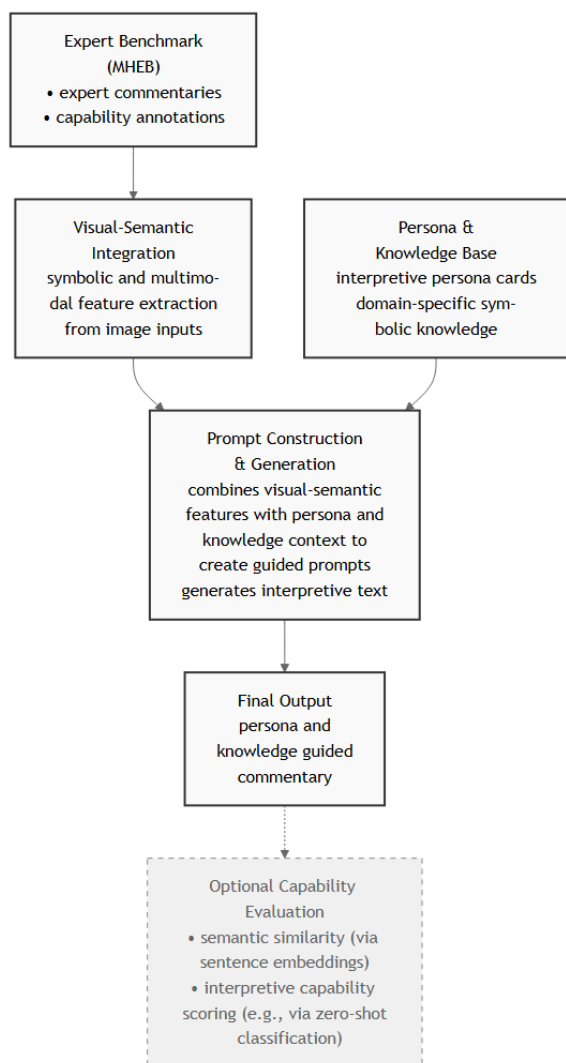 Expert Benchmark
(MHEB)
• expert commentaries
• capability annotations
Visual-Semantic
Integration
symbolic and multimo-
dal feature extraction
from image inputs
Persona &
Knowledge Base
interpretive persona cards
domain-specific sym-
bolic knowledge
Prompt Construction
& Generation
combines visual-semantic
features with persona and
knowledge context to
create guided prompts
generates interpretive text
Final Output
persona and
knowledge guided
commentary
Optional Capability
Evaluation
• semantic similarity (via
sentence embeddings)
• interpretive capability
scoring (e.g., via zero-shot
classification)